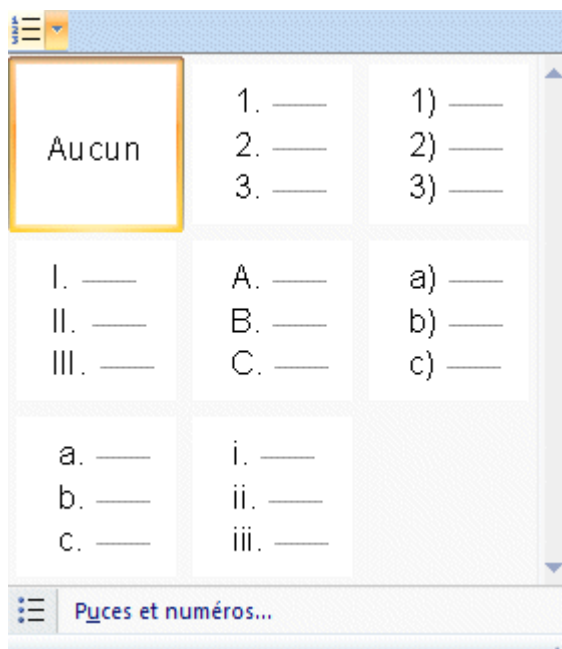 Aucun
1.
2.
3.
1)
2)
3)
I.
II.
III.
A.
B.
C.
a)
b)
c)
a.
b.
c.
i.
ii.
iii.
Puces et numéros...